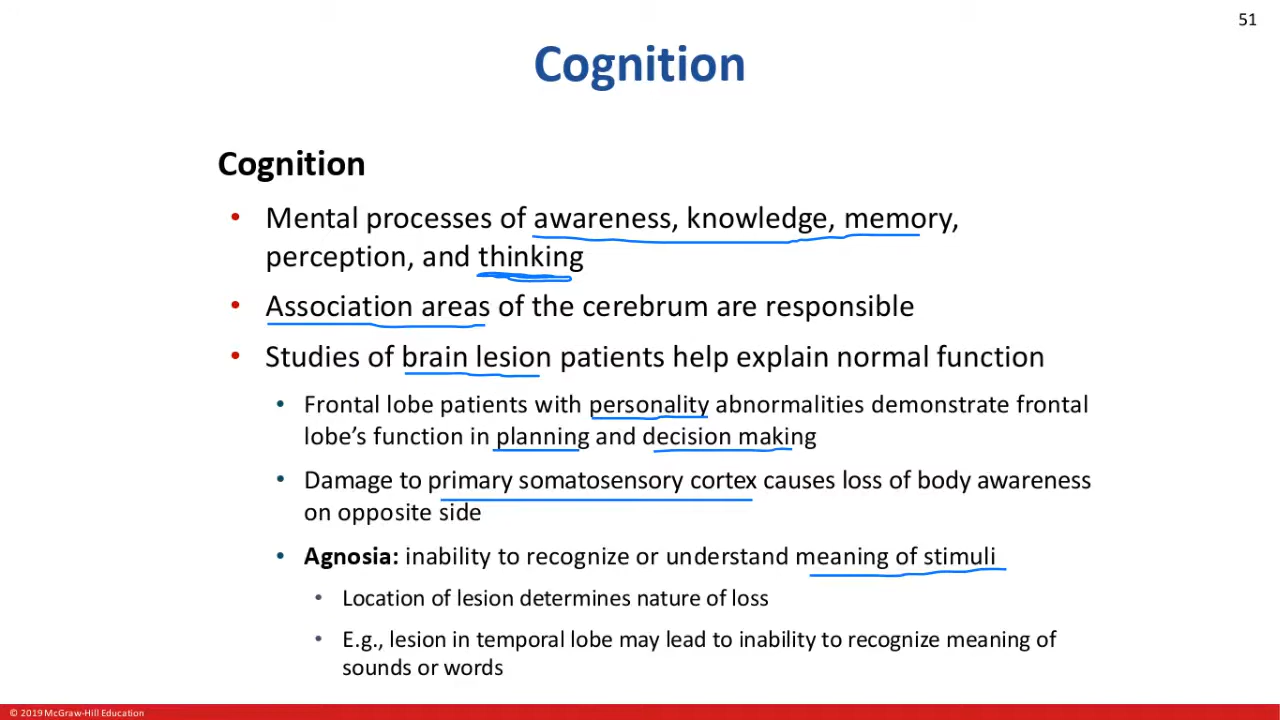 51
Cognition
Cognition
• Mental processes of awareness, knowledge, memory,
perception, and thinking
• Association areas of the cerebrum are responsible
• Studies of brain lesion patients help explain normal function
• Frontal lobe patients with personality abnormalities demonstrate frontal
lobe's function in planning and decision making
• Damage to primary somatosensory cortex causes loss of body awareness
on opposite side
• Agnosia: inability to recognize or understand meaning of stimuli
• Location of lesion determines nature of loss
• E.g., lesion in temporal lobe may lead to inability to recognize meaning of
sounds or words
© 2019 McGraw-Hill Education